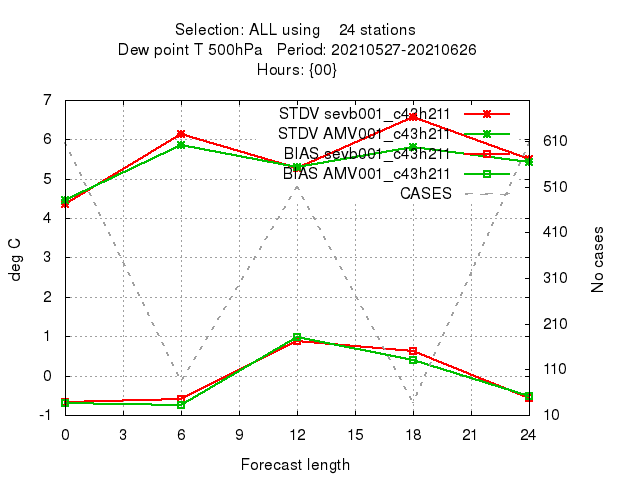 Selection: ALL using 24 stations
Dew point T 500hPa Period: 20210527-20210626
Hours: {00}
7
6
5
4
3
2
1
0
-1
deg C
STDV sevb001_c43h211
STDV AMV001_c43h211
BIAS sevb001_c43h211
BIAS AMV001_c43h211
CASES
610
510
410
310
210
110
10
No cases
0 3 6 9 12 15 18 21 24
Forecast length